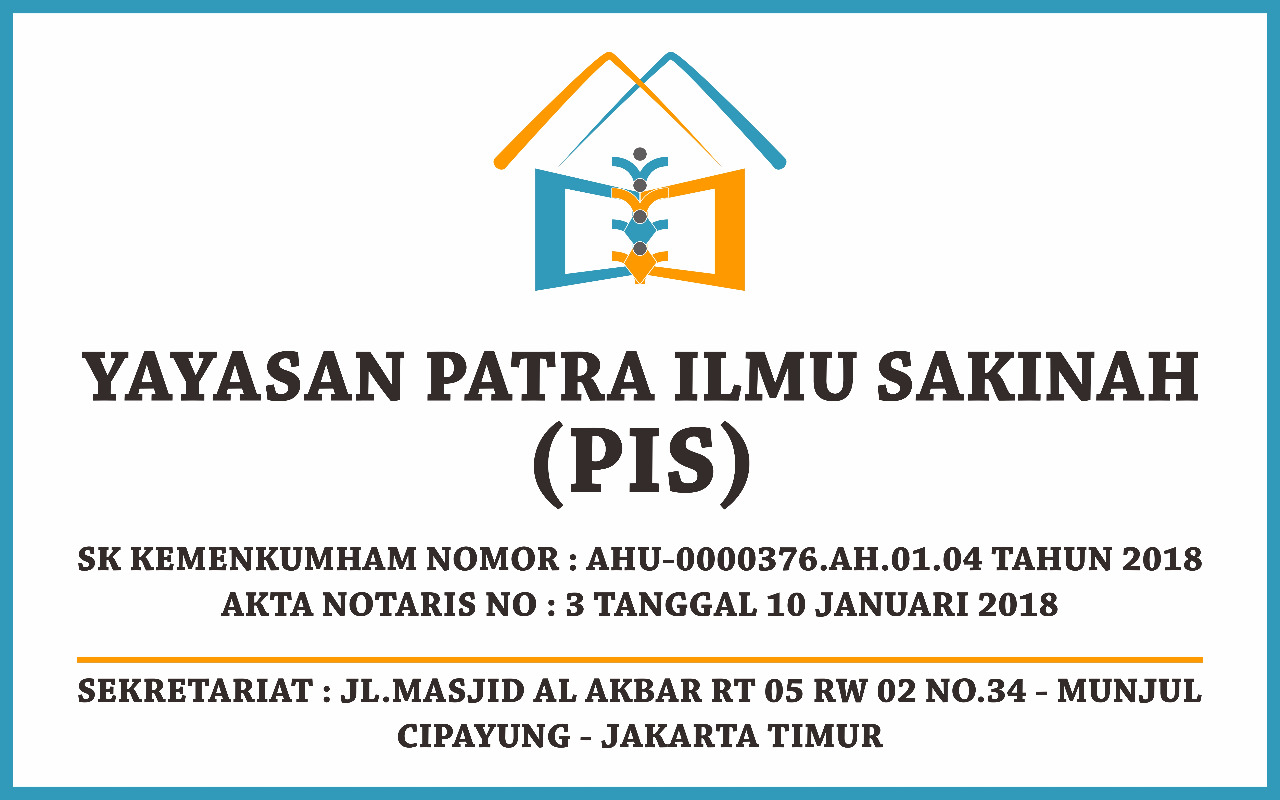 YAYASAN PATRA ILMU SAKINAH
(PIS)
SK KEMENKUMHAM NOMOR : AHU-0000376.AH.01.04 TAHUN 2018
AKTA NOTARIS NO : 3 TANGGAL 10 JANUARI 2018
SEKRETARIAT : JL.MASJID AL AKBAR RT 05 RW 02 NO.34 - MUNJUL
CIPAYUNG - JAKARTA TIMUR